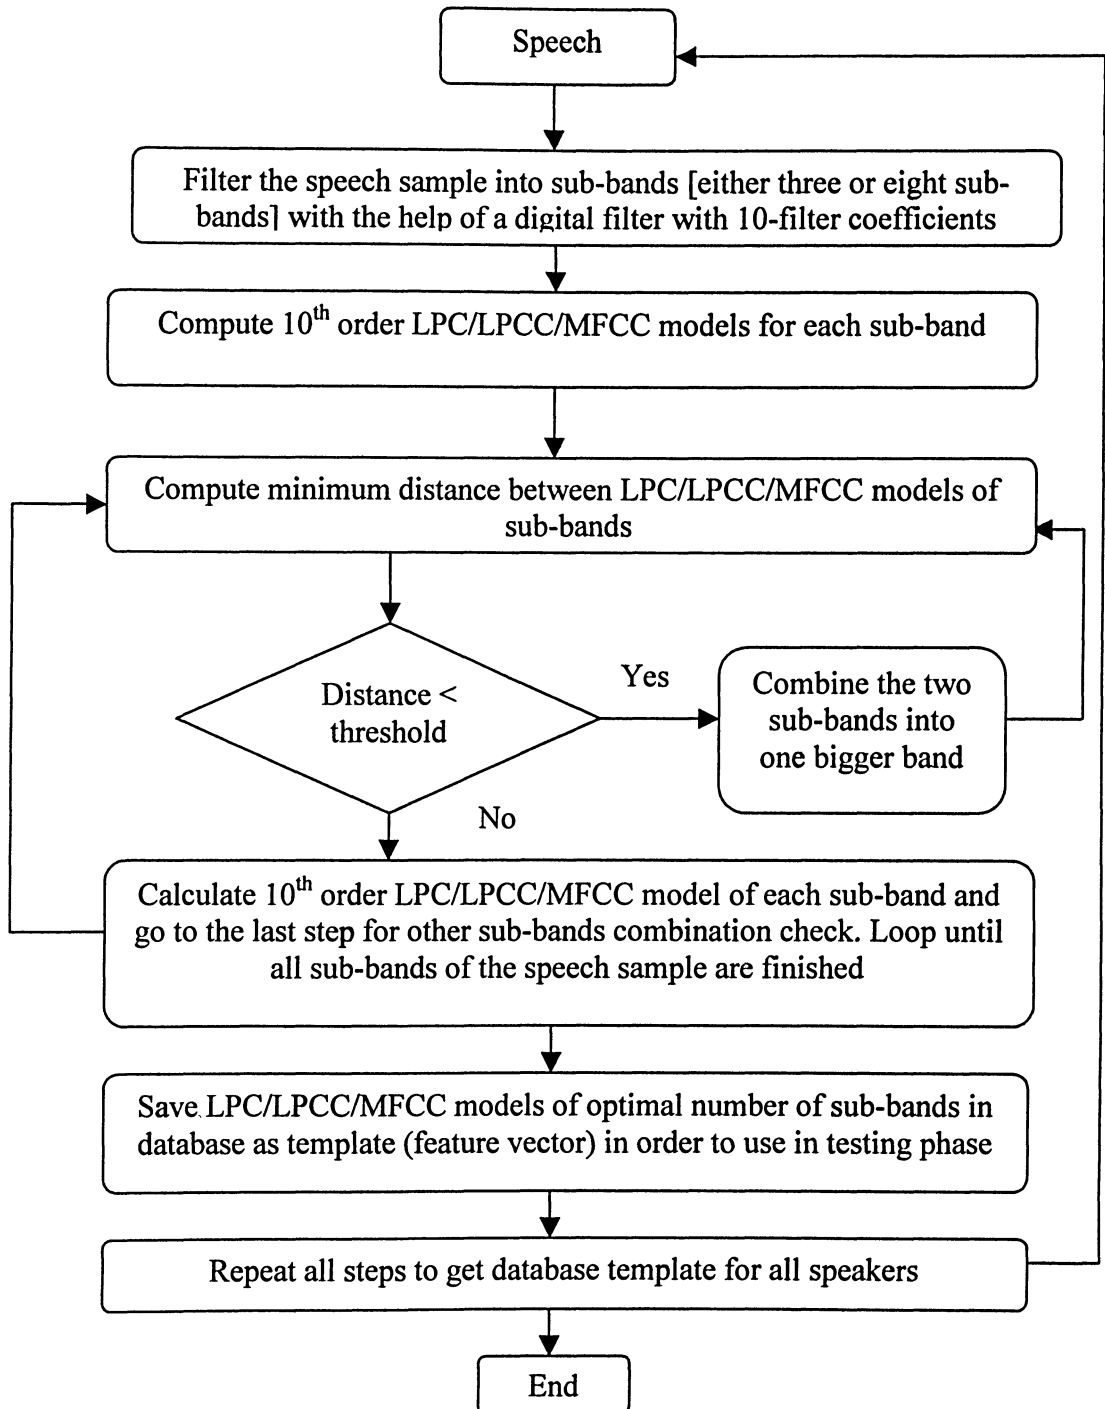 Speech
Filter the speech sample into sub-bands [either three or eight sub-
bands] with the help of a digital filter with 10-filter coefficients
Compute 10th order LPC/LPCC/MFCC models for each sub-band
Compute minimum distance between LPC/LPCC/MFCC models of
sub-bands
Distance <
threshold
Yes
Combine the two
sub-bands into
one bigger band
No
Calculate 10th order LPC/LPCC/MFCC model of each sub-band and
go to the last step for other sub-bands combination check. Loop until
all sub-bands of the speech sample are finished
Save LPC/LPCC/MFCC models of optimal number of sub-bands in
database as template (feature vector) in order to use in testing phase
Repeat all steps to get database template for all speakers
End